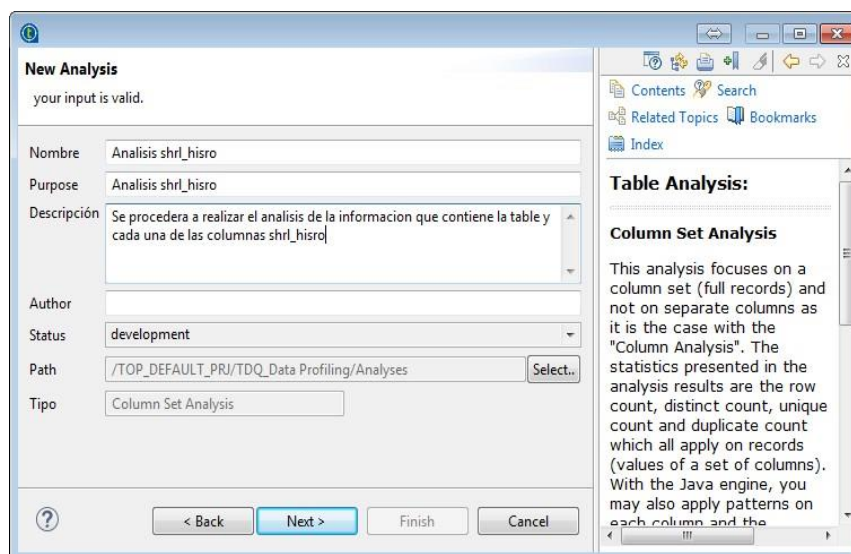 New Analysis
your input is valid.
Nombre Analisis shrl_hisro
Purpose Analisis shrl_hisro
Descripción Se procedera a realizar el analisis de la informacion que contiene la table y
cada una de las columnas shrl_hisro
Author
Status development
Path /TOP_DEFAULT_PRJ/TDQ_Data Profiling/Analyses Select..
Tipo Column Set Analysis
< Back Next > Finish Cancel
Contents Search
Related Topics Bookmarks
Index
Table Analysis:
Column Set Analysis
This analysis focuses on a
column set (full records) and
not on separate columns as
it is the case with the
"Column Analysis". The
statistics presented in the
analysis results are the row
count, distinct count, unique
count and duplicate count
which all apply on records
(values of a set of columns).
With the Java engine, you
may also apply patterns on
each column and the